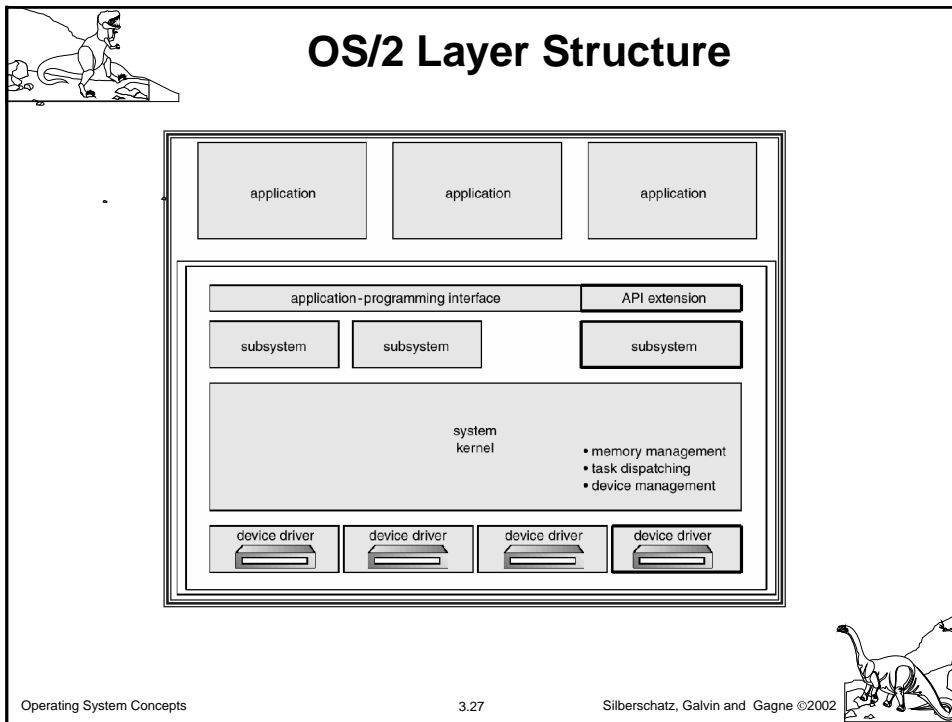 OS/2 Layer Structure
application application application
application-programming interface API extension
subsystem subsystem subsystem
system
kernel
• memory management
• task dispatching
• device management
device driver device driver device driver device driver
Operating System Concepts 3.27 Silberschatz, Galvin and Gagne ©2002